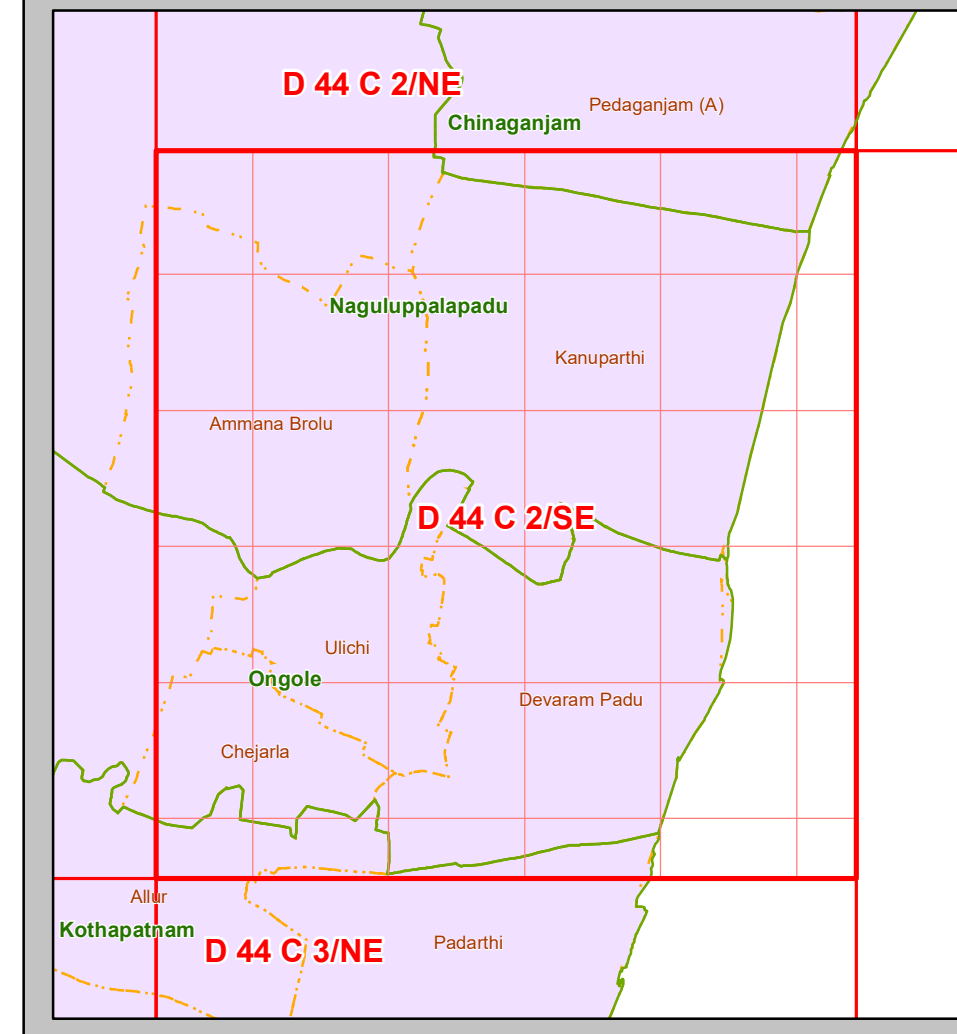 D 44 C 2/NE
Pedaganjam (A)
Chinaganjam
Naguluppalapadu
Kanuparthi
Ammana Brolu
D 44 C 2/SE
Ulichi
Ongole
Devaram Padu
Chejarla
Allur
Kothapatnam
D 44 C 3/NE
Padarthi